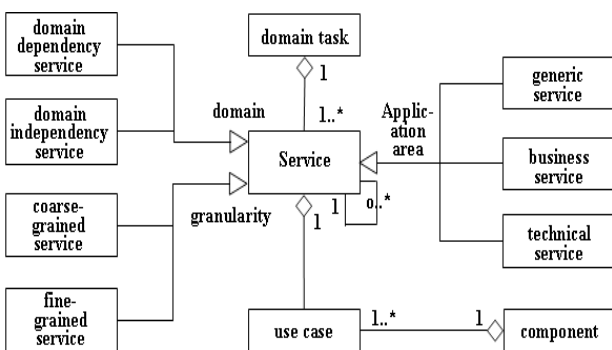 domain
dependency
service
domain
independency
service
coarse-
grained
service
fine-
grained
service
domain task
1
1..*
domain
Service
granularity
1
1
o..*
Applic-
ation
area
generic
service
business
service
technical
service
use case
1..*
1
component